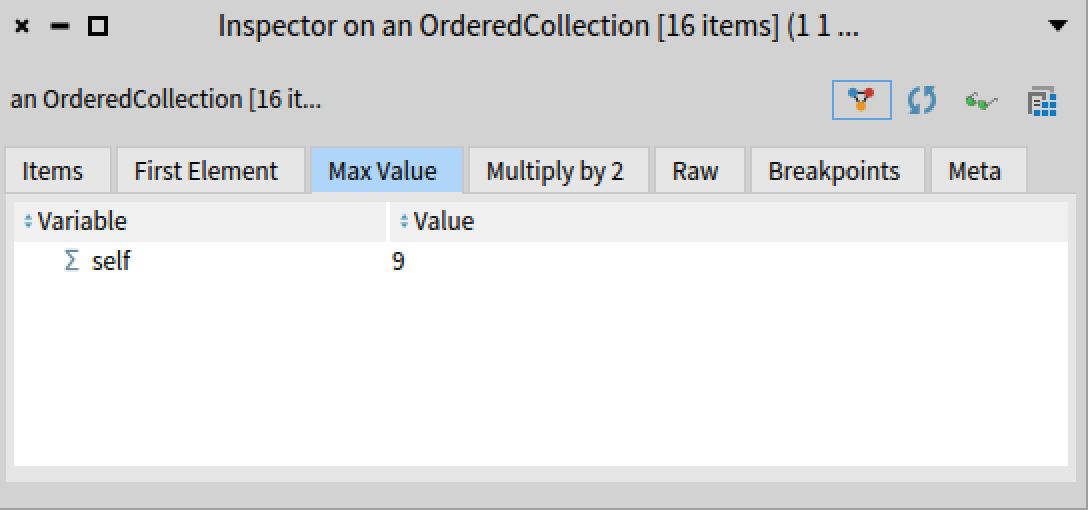 Inspector on an OrderedCollection [16 items] (1 1 ...
an OrderedCollection [16 it...
Items First Element Max Value Multiply by 2 Raw Breakpoints Meta
Variable Value
Σ self 9